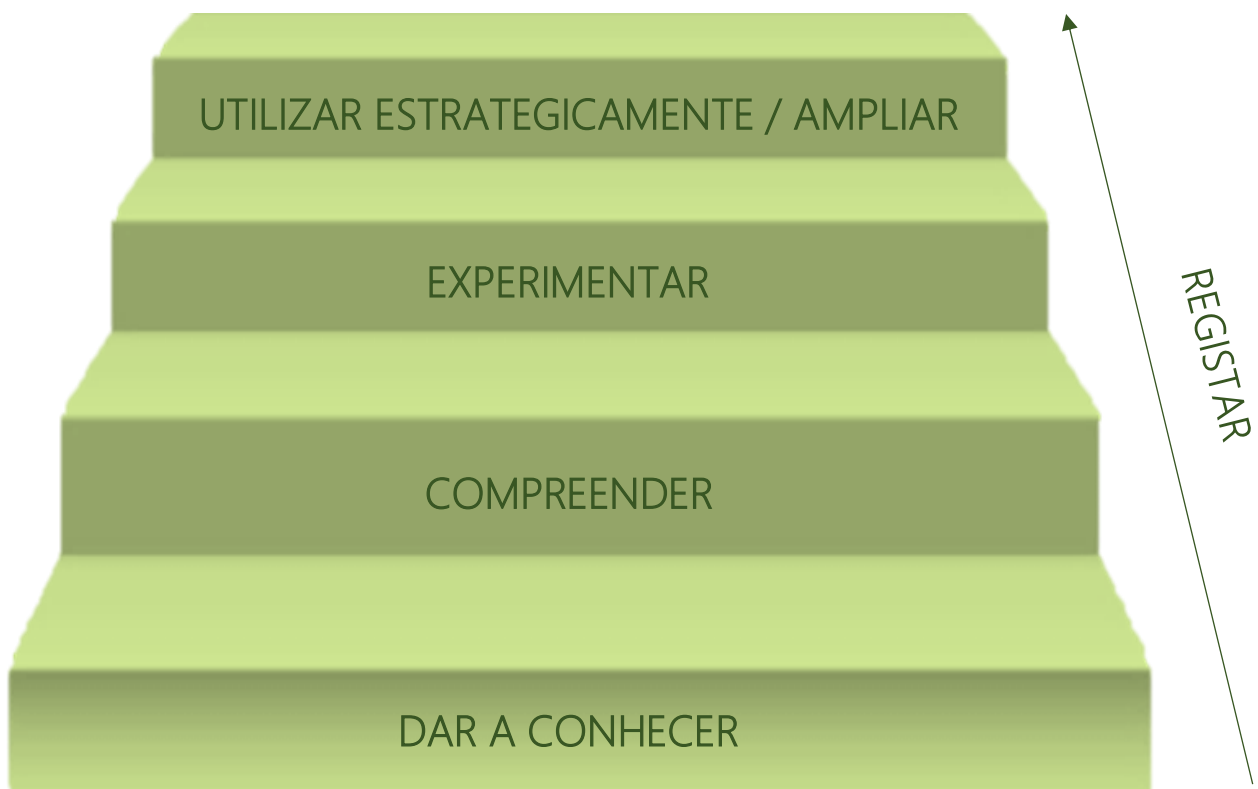 UTILIZAR ESTRATEGICAMENTE / AMPLIAR
EXPERIMENTAR
REGISTAR
COMPREENDER
DAR A CONHECER